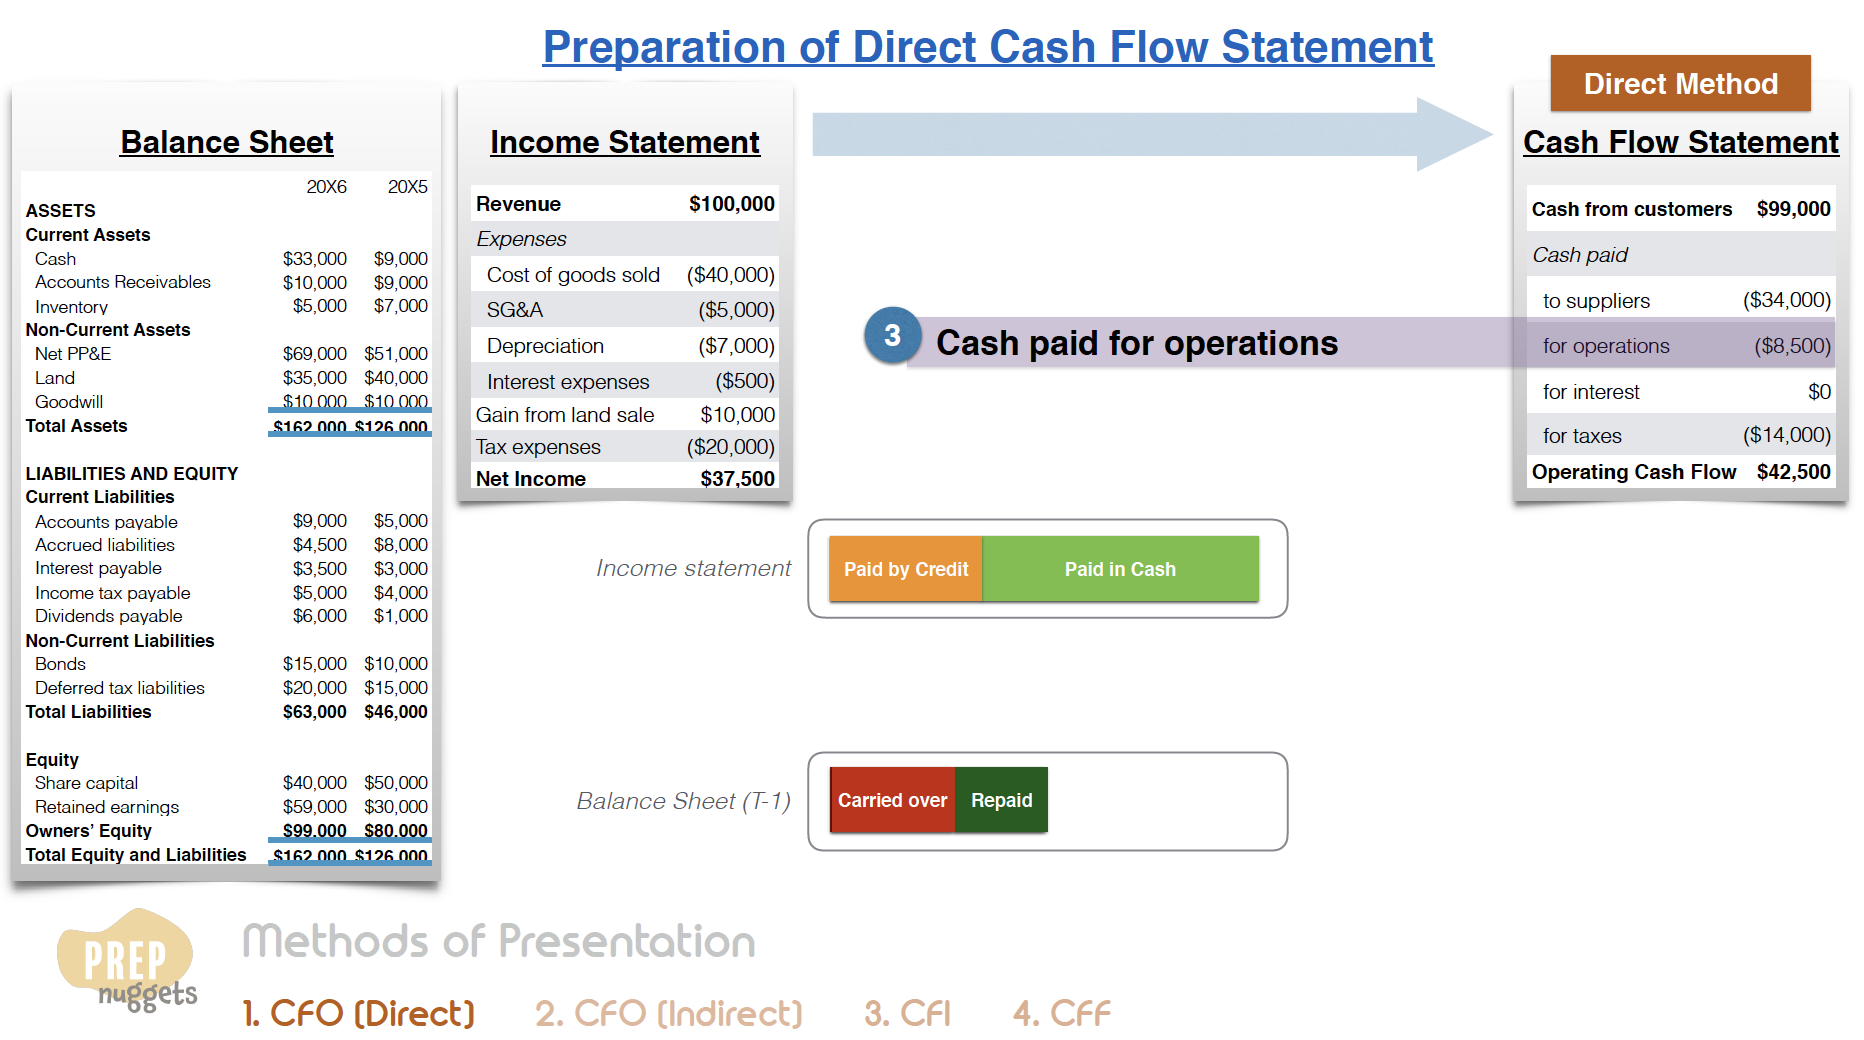 Preparation of Direct Cash Flow Statement
Balance Sheet
20X6 20X5
ASSETS
Current Assets
Cash $33,000 $9,000
Accounts Receivables $10,000 $9,000
Inventory $5,000 $7,000
Non-Current Assets
Net PP&E $69,000 $51,000
Land $35,000 $40,000
Goodwill $10,000 $10,000
Total Assets $162,000 $126,000
LIABILITIES AND EQUITY
Current Liabilities
Accounts payable $9,000 $5,000
Accrued liabilities $4,500 $8,000
Interest payable $3,500 $3,000
Income tax payable $5,000 $4,000
Dividends payable $6,000 $1,000
Non-Current Liabilities
Bonds $15,000 $10,000
Deferred tax liabilities $20,000 $15,000
Total Liabilities $63,000 $46,000
Equity
Share capital $40,000 $50,000
Retained earnings $59,000 $30,000
Owners’ Equity $99,000 $80,000
Total Equity and Liabilities $162,000 $126,000
Income Statement
Revenue $100,000
Expenses
Cost of goods sold ($40,000)
SG&A ($5,000)
Depreciation ($7,000)
Interest expenses ($500)
Gain from land sale $10,000
Tax expenses ($20,000)
Net Income $37,500
Direct Method
Cash Flow Statement
Cash from customers $99,000
Cash paid
to suppliers ($34,000)
for operations ($8,500)
for interest $0
for taxes ($14,000)
Operating Cash Flow $42,500
3 Cash paid for operations
Income statement Paid by Credit Paid in Cash
Balance Sheet (T-1) Carried over Repaid
PREP
nuggets
Methods of Presentation
1. CFO (Direct) 2. CFO (Indirect) 3. CFI 4. CFF